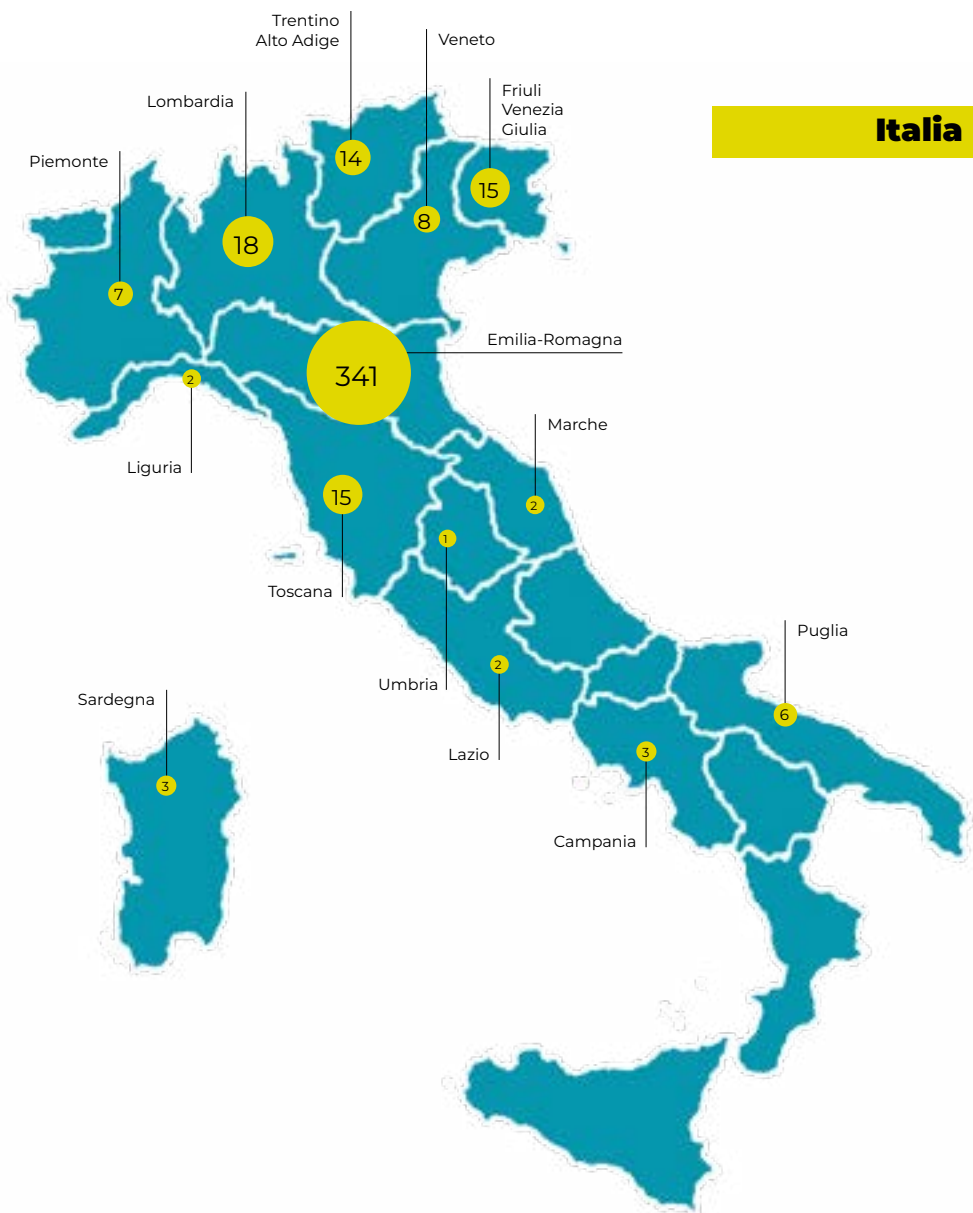 Trentino
Alto Adige
Veneto
Friuli
Venezia
Giulia
Lombardia
Italia
Piemonte
14
15
8
18
7
Emilia-Romagna
341
2
Marche
Liguria
15
2
1
Toscana
Puglia
2
Umbria
Sardegna
6
Lazio
3
3
Campania